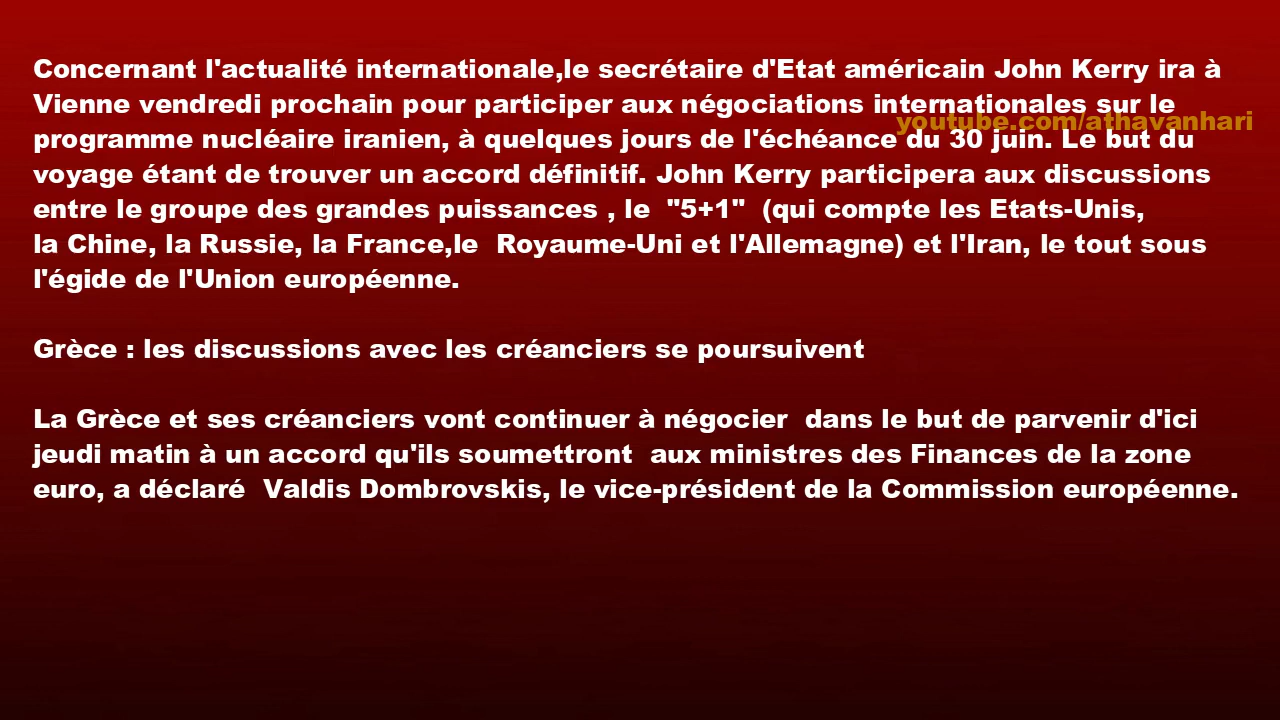 Concernant l'actualité internationale,le secrétaire d'Etat américain John Kerry ira à
Vienne vendredi prochain pour participer aux négociations internationales sur le
youtube.com/athavanhari
programme nucléaire iranien, à quelques jours de l'échéance du 30 juin. Le but du
voyage étant de trouver un accord définitif. John Kerry participera aux discussions
entre le groupe des grandes puissances , le  "5+1"  (qui compte les Etats-Unis,
la Chine, la Russie, la France,le  Royaume-Uni et l'Allemagne) et l'Iran, le tout sous
l'égide de l'Union européenne.
Grèce : les discussions avec les créanciers se poursuivent
La Grèce et ses créanciers vont continuer à négocier  dans le but de parvenir d'ici
jeudi matin à un accord qu'ils soumettront  aux ministres des Finances de la zone
euro, a déclaré  Valdis Dombrovskis, le vice-président de la Commission européenne.